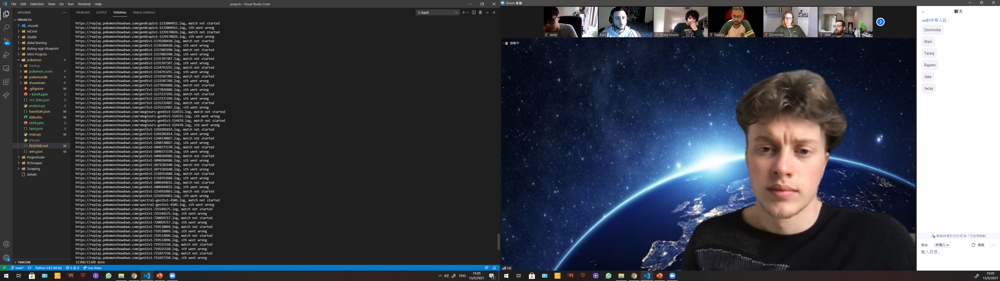 File Edit Selection View Go Run Terminal Help
projects - Visual Studio Code
EXPLORER
PROJECTS
.vscode
AiCore
chatbt
dataCleaning
dating-app-blueprint
Mini-Projects
pokemon
backup
pokemon_icons
pokemondb
showdown
.gitignore M
~$draft.pptx U
1v1_links.json U
analysis.py U
baseStats.json M
data.xlsx M
draft.pptx U
faint.json U
main.py M
play.py
README.md M
wins.json M
ProjectEuler
RSScraper
Scraping
details
TIMELINE
1K+
1
PROBLEMS OUTPUT TERMINAL DEBUG CONSOLE
1: bash
https://replay.pokemonshowdown.com/gen8cap1v1-1232004911.log, match not started
https://replay.pokemonshowdown.com/gen8cap1v1-1232004911.log, sth went wrong
https://replay.pokemonshowdown.com/gen8cap1v1-1229170826.log, match not started
https://replay.pokemonshowdown.com/gen8cap1v1-1229170826.log, sth went wrong
https://replay.pokemonshowdown.com/gen81v1-1339288410.log, match not started
https://replay.pokemonshowdown.com/gen81v1-1339288410.log, sth went wrong
https://replay.pokemonshowdown.com/gen81v1-1337885990.log, match not started
https://replay.pokemonshowdown.com/gen81v1-1337885990.log, sth went wrong
https://replay.pokemonshowdown.com/gen81v1-1335397387.log, match not started
https://replay.pokemonshowdown.com/gen81v1-1335397387.log, sth went wrong
https://replay.pokemonshowdown.com/gen81v1-1334793255.log, match not started
https://replay.pokemonshowdown.com/gen81v1-1334793255.log, sth went wrong
https://replay.pokemonshowdown.com/gen81v1-1332507709.log, match not started
https://replay.pokemonshowdown.com/gen81v1-1332507709.log, sth went wrong
https://replay.pokemonshowdown.com/gen71v1-1277026888.log, match not started
https://replay.pokemonshowdown.com/gen71v1-1277026888.log, sth went wrong
https://replay.pokemonshowdown.com/gen71v1-1237237296.log, match not started
https://replay.pokemonshowdown.com/gen71v1-1237237296.log, sth went wrong
https://replay.pokemonshowdown.com/gen71v1-1235232487.log, match not started
https://replay.pokemonshowdown.com/gen71v1-1235232487.log, sth went wrong
https://replay.pokemonshowdown.com/smogtours-gen61v1-514555.log, match not started
https://replay.pokemonshowdown.com/smogtours-gen61v1-514555.log, sth went wrong
https://replay.pokemonshowdown.com/smogtours-gen61v1-514478.log, match not started
https://replay.pokemonshowdown.com/smogtours-gen61v1-514478.log, sth went wrong
https://replay.pokemonshowdown.com/gen51v1-1269201814.log, match not started
https://replay.pokemonshowdown.com/gen51v1-1269201814.log, sth went wrong
https://replay.pokemonshowdown.com/gen51v1-1260330867.log, match not started
https://replay.pokemonshowdown.com/gen51v1-1260330867.log, sth went wrong
https://replay.pokemonshowdown.com/gen51v1-1090373370.log, match not started
https://replay.pokemonshowdown.com/gen51v1-1090373370.log, sth went wrong
https://replay.pokemonshowdown.com/gen51v1-1090284986.log, match not started
https://replay.pokemonshowdown.com/gen51v1-1090284986.log, sth went wrong
https://replay.pokemonshowdown.com/gen51v1-1071581640.log, match not started
https://replay.pokemonshowdown.com/gen51v1-1071581640.log, sth went wrong
https://replay.pokemonshowdown.com/gen41v1-1310763688.log, match not started
https://replay.pokemonshowdown.com/gen41v1-1310763688.log, sth went wrong
https://replay.pokemonshowdown.com/gen41v1-1006444831.log, match not started
https://replay.pokemonshowdown.com/gen41v1-1006444831.log, sth went wrong
https://replay.pokemonshowdown.com/gen31v1-1256926863.log, match not started
https://replay.pokemonshowdown.com/gen31v1-1256926863.log, sth went wrong
https://replay.pokemonshowdown.com/spectral-gen31v1-4106.log, match not started
https://replay.pokemonshowdown.com/spectral-gen31v1-4106.log, sth went wrong
https://replay.pokemonshowdown.com/gen11v1-725544175.log, match not started
https://replay.pokemonshowdown.com/gen11v1-725544175.log, sth went wrong
https://replay.pokemonshowdown.com/gen11v1-720059717.log, match not started
https://replay.pokemonshowdown.com/gen11v1-720059717.log, sth went wrong
https://replay.pokemonshowdown.com/gen11v1-719538069.log, match not started
https://replay.pokemonshowdown.com/gen11v1-719538069.log, sth went wrong
https://replay.pokemonshowdown.com/gen11v1-719532096.log, match not started
https://replay.pokemonshowdown.com/gen11v1-719532096.log, sth went wrong
https://replay.pokemonshowdown.com/gen11v1-719515110.log, match not started
https://replay.pokemonshowdown.com/gen11v1-719515110.log, sth went wrong
https://replay.pokemonshowdown.com/gen11v1-711837350.log, match not started
https://replay.pokemonshowdown.com/gen11v1-711837350.log, sth went wrong
11388/11388 done
main* Python 3.9.2 64-bit 0 0 Live Share
ENG
19:05
13/5/2021
1
Zoom 會議
Jacky
Blair
Tareq Younis
Rajeev
Dominika
Jake
錄製中
HB
聊天
HB對所有人說：
Dominika
Blair
Tareq
Rajeev
Jake
Jacky
誰能夠看到您的訊息？已啟用錄製
發給： 所有人 檔案
輸入訊息...
19:05
13/5/2021